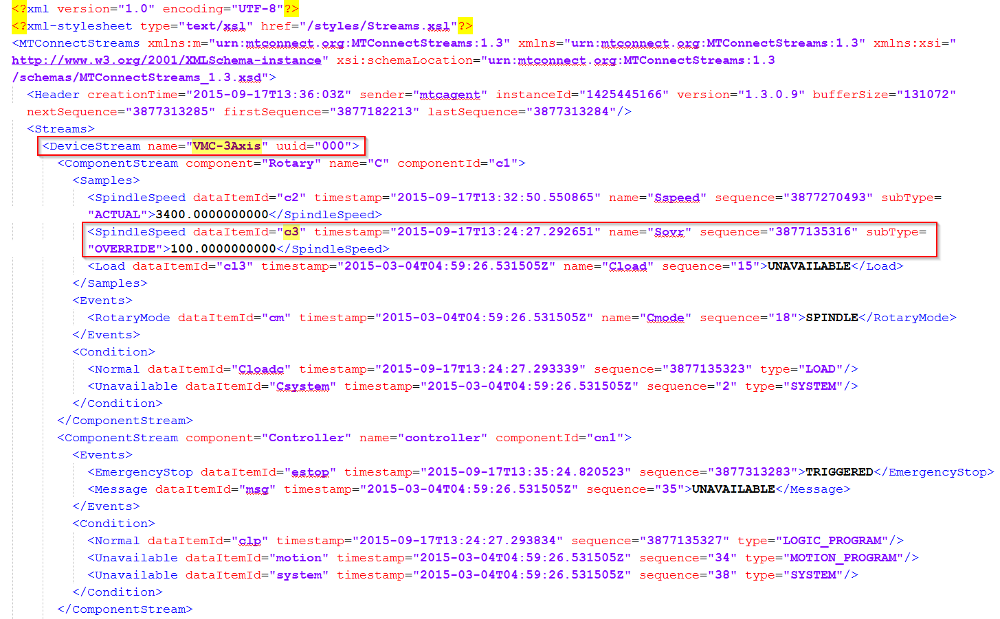 <?xml version="1.0" encoding="UTF-8"?>
<?xml-stylesheet type="text/xsl" href="/styles/Streams.xsl"?>
<MTConnectStreams xmlns:m="urn:mtconnect.org:MTConnectStreams:1.3" xmlns="urn:mtconnect.org:MTConnectStreams:1.3" xmlns:xsi="
http://www.w3.org/2001/XMLSchema-instance" xsi:schemaLocation="urn:mtconnect.org:MTConnectStreams:1.3
/schemas/MTConnectStreams_1.3.xsd">
<Header creationTime="2015-09-17T13:36:03Z" sender="mtcagent" instanceId="1425445166" version="1.3.0.9" bufferSize="131072"
nextSequence="3877313285" firstSequence="3877182213" lastSequence="3877313284"/>
<Streams>
<DeviceStream name="VMC-3Axis" uuid="000">
<ComponentStream component="Rotary" name="C" componentId="c1">
<Samples>
<SpindleSpeed dataItemId="c2" timestamp="2015-09-17T13:32:50.550865" name="Sspeed" sequence="3877270493" subType=
"ACTUAL">3400.0000000000</SpindleSpeed>
<SpindleSpeed dataItemId="c3" timestamp="2015-09-17T13:24:27.292651" name="Sovr" sequence="3877135316" subType=
"OVERRIDE">100.0000000000</SpindleSpeed>
<Load dataItemId="cl3" timestamp="2015-03-04T04:59:26.531505Z" name="Cload" sequence="15">UNAVAILABLE</Load>
</Samples>
<Events>
<RotaryMode dataItemId="cm" timestamp="2015-03-04T04:59:26.531505Z" name="Cmode" sequence="18">SPINDLE</RotaryMode>
</Events>
<Condition>
<Normal dataItemId="Cloadc" timestamp="2015-09-17T13:24:27.293339" sequence="3877135323" type="LOAD"/>
<Unavailable dataItemId="Csystem" timestamp="2015-03-04T04:59:26.531505Z" sequence="2" type="SYSTEM"/>
</Condition>
</ComponentStream>
<ComponentStream component="Controller" name="controller" componentId="cn1">
<Events>
<EmergencyStop dataItemId="estop" timestamp="2015-09-17T13:35:24.820523" sequence="3877313283">TRIGGERED</EmergencyStop>
<Message dataItemId="msg" timestamp="2015-03-04T04:59:26.531505Z" sequence="35">UNAVAILABLE</Message>
</Events>
<Condition>
<Normal dataItemId="clp" timestamp="2015-09-17T13:24:27.293834" sequence="3877135327" type="LOGIC_PROGRAM"/>
<Unavailable dataItemId="motion" timestamp="2015-03-04T04:59:26.531505Z" sequence="34" type="MOTION_PROGRAM"/>
<Unavailable dataItemId="system" timestamp="2015-03-04T04:59:26.531505Z" sequence="38" type="SYSTEM"/>
</Condition>
</ComponentStream>